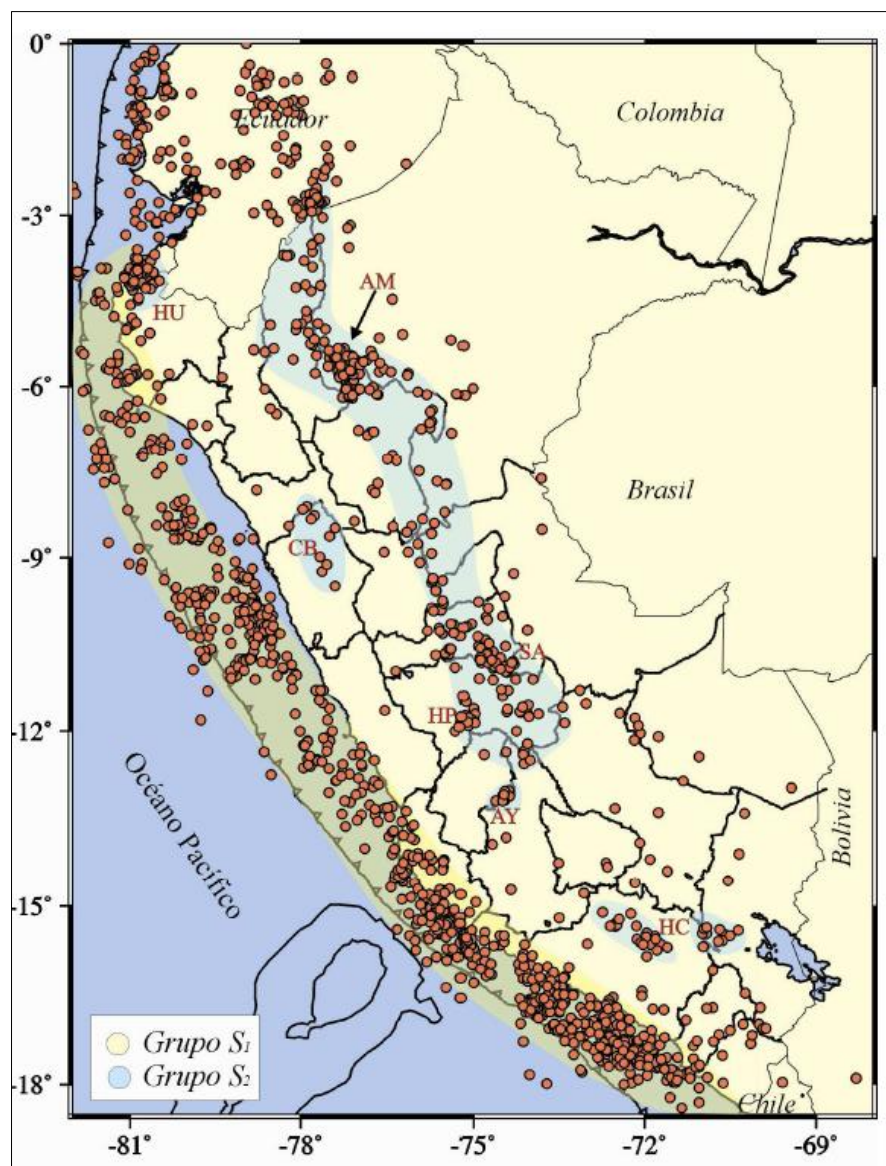 0°
Ecuador
Colombia
-3°
AM
HU
-6°
Brasil
-9°
CB
SA
HP
-12°
Océano Pacífico
AY
Bolivia
-15°
HC
Grupo S1
Grupo S2
-18°
Chile
-81°
-78°
-75°
-72°
-69°